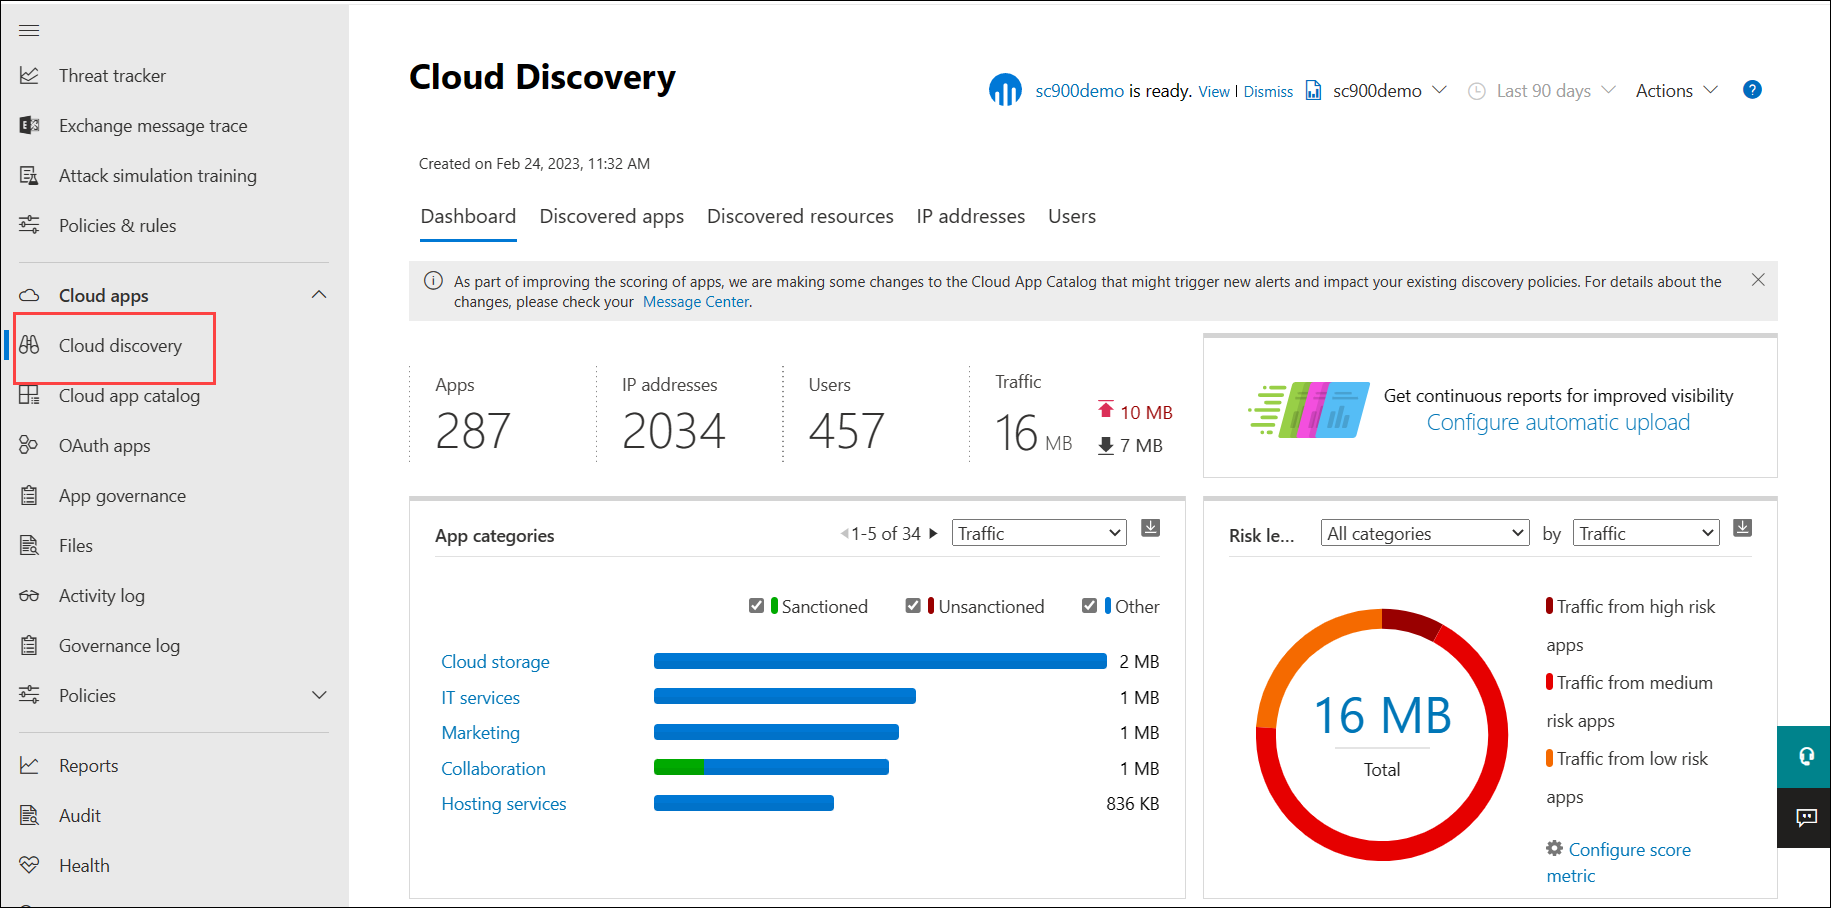 Threat tracker
Exchange message trace
Attack simulation training
Policies & rules
Cloud apps
Cloud discovery
Cloud app catalog
OAuth apps
App governance
Files
Activity log
Governance log
Policies
Reports
Audit
Health
Cloud Discovery
sc900demo is ready. View | Dismiss
sc900demo
Last 90 days
Actions
?
Created on Feb 24, 2023, 11:32 AM
Dashboard
Discovered apps
Discovered resources
IP addresses
Users
As part of improving the scoring of apps, we are making some changes to the Cloud App Catalog that might trigger new alerts and impact your existing discovery policies. For details about the
changes, please check your Message Center.
Apps
287
IP addresses
2034
Users
457
Traffic
16 MB
10 MB
7 MB
Get continuous reports for improved visibility
Configure automatic upload
App categories
1-5 of 34
Traffic
Sanctioned
Unsanctioned
Other
Cloud storage
2 MB
IT services
1 MB
Marketing
1 MB
Collaboration
1 MB
Hosting services
836 KB
Risk le...
All categories
by
Traffic
16 MB
Total
Traffic from high risk
apps
Traffic from medium
risk apps
Traffic from low risk
apps
Configure score
metric